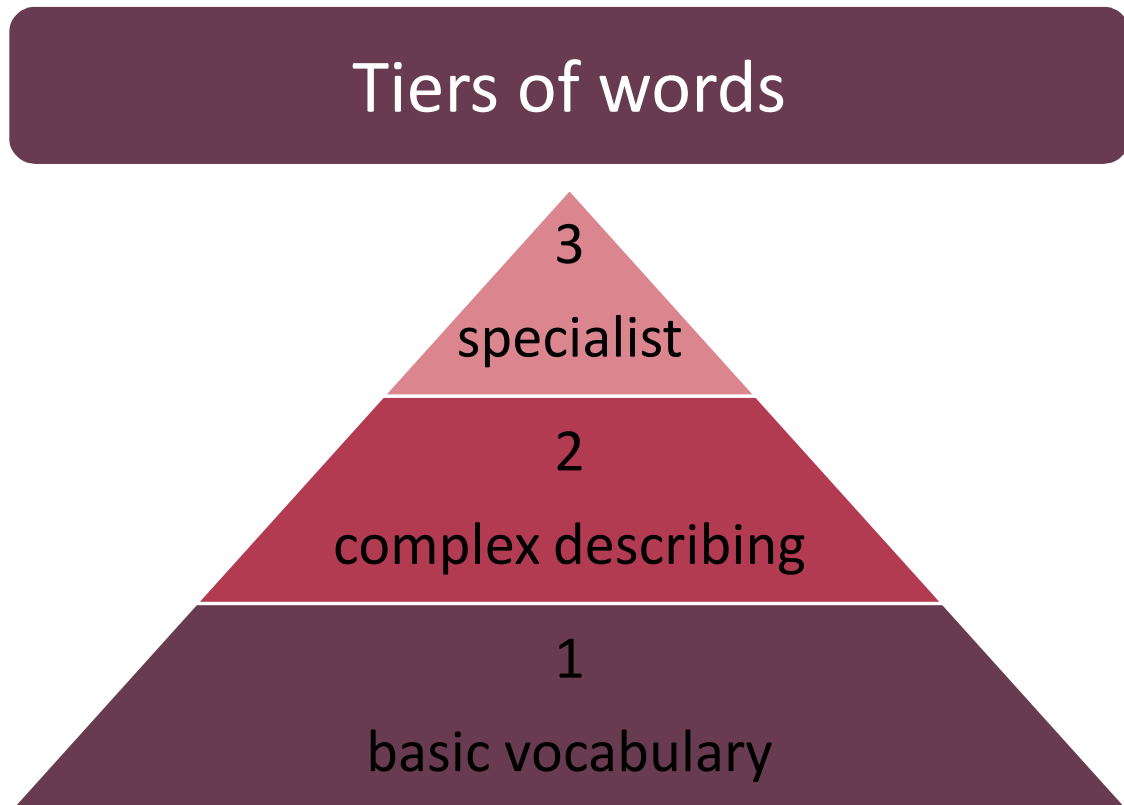 Tiers of words
3
specialist
2
complex describing
1
basic vocabulary